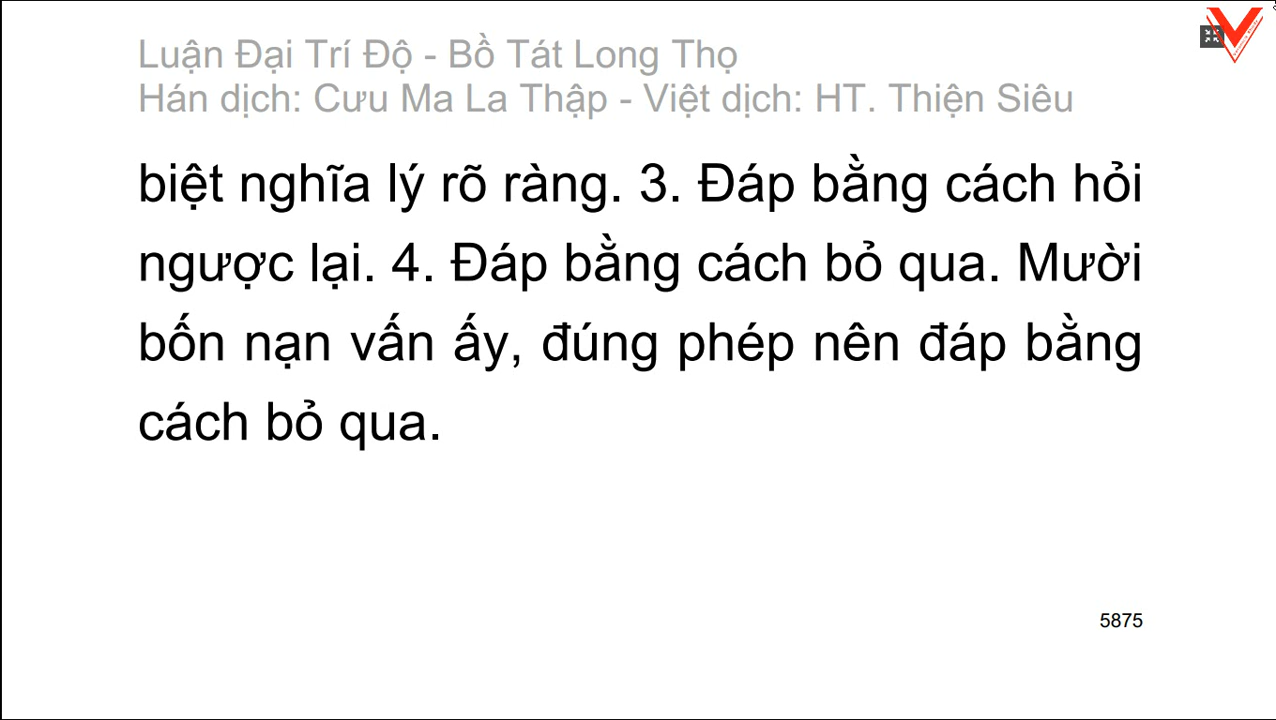 Luận Đại Trí Độ - Bồ Tát Long Thọ
Hán dịch: Cưu Ma La Thập - Việt dịch: HT. Thiện Siêu
biệt nghĩa lý rõ ràng. 3. Đáp bằng cách hỏi
ngược lại. 4. Đáp bằng cách bỏ qua. Mười
bốn nạn vấn ấy, đúng phép nên đáp bằng
cách bỏ qua.
5875